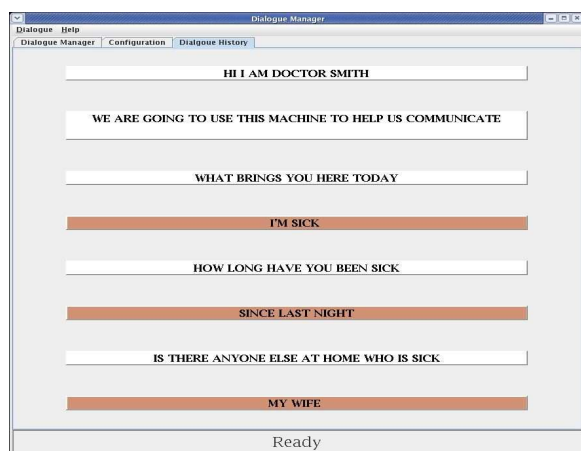 Dialogue Manager
Dialogue Help
Dialogue Manager Configuration Dialgoue History
HI I AM DOCTOR SMITH
WE ARE GOING TO USE THIS MACHINE TO HELP US COMMUNICATE
WHAT BRINGS YOU HERE TODAY
I'M SICK
HOW LONG HAVE YOU BEEN SICK
SINCE LAST NIGHT
IS THERE ANYONE ELSE AT HOME WHO IS SICK
MY WIFE
Ready